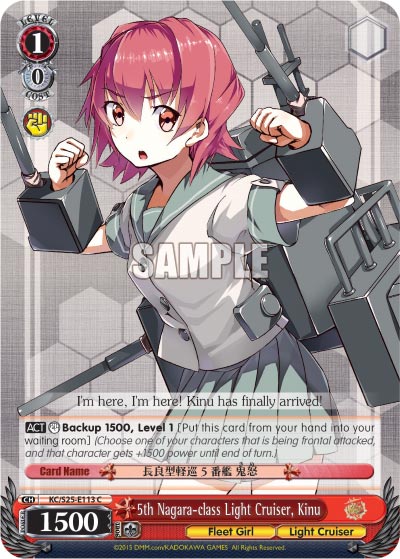 LEVEL
1
0
COST
SAMPLE
I'm here, I'm here! Kinu has finally arrived!
ACT Backup 1500, Level 1 [Put this card from your hand into your
waiting room] (Choose one of your characters that is being frontal attacked,
and that character gets +1500 power until end of turn.)
Card Name 長良型軽巡5番艦 鬼怒
CH KC/S25-E113 C
POWER 1500 SOUL
5th Nagara-class Light Cruiser, Kinu
Fleet Girl Light Cruiser
©2013 DMM.com/KADOKAWA GAMES All Rights Reserved.